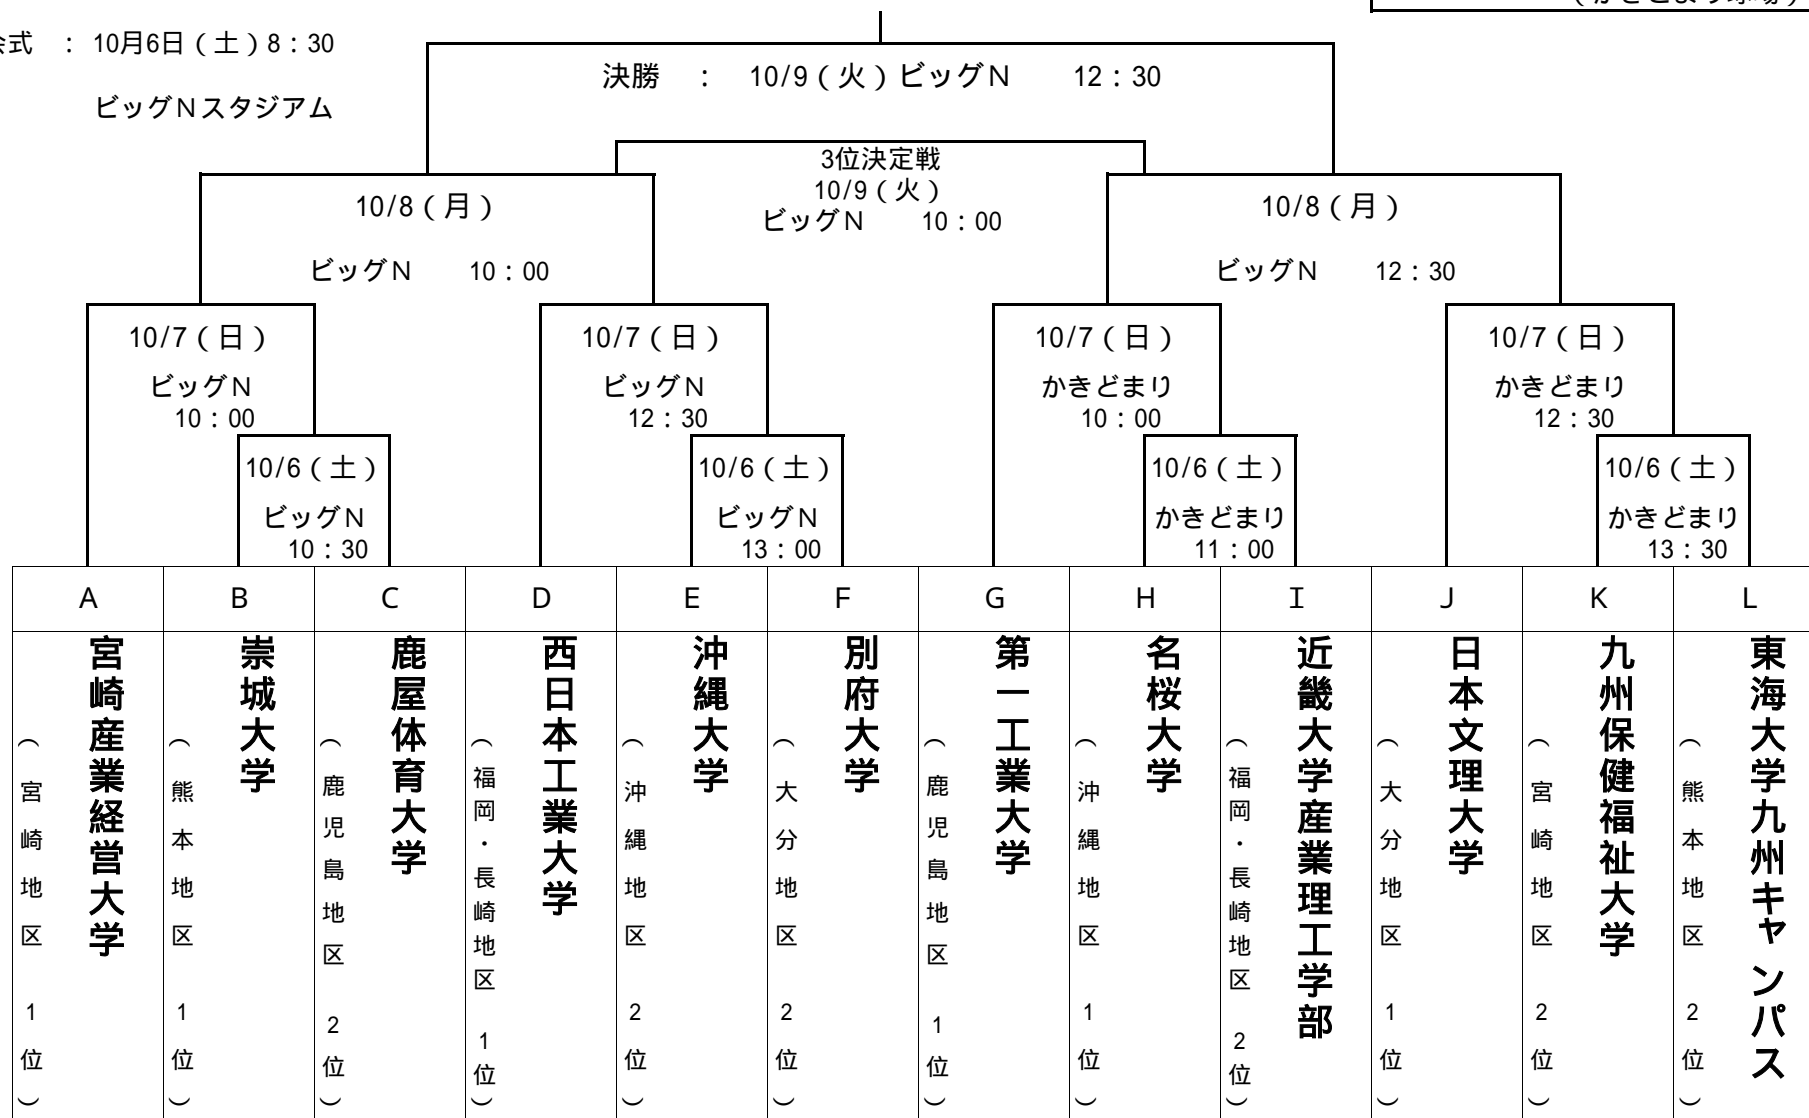 会式 : 10月6日(土)8:30
ビッグNスタジアム
決勝 : 10/9(火)ビッグN 12:30
3位決定戦
10/9(火)
ビッグN 10:00
10/8(月)
ビッグN 10:00
10/8(月)
ビッグN 12:30
10/7(日)
ビッグN
10:00
10/7(日)
ビッグN
12:30
10/7(日)
かきどまり
10:00
10/7(日)
かきどまり
12:30
10/6(土)
ビッグN
10:30
10/6(土)
ビッグN
13:00
10/6(土)
かきどまり
11:00
10/6(土)
かきどまり
13:30
A
B
C
D
E
F
G
H
I
J
K
L
宮崎産業経営大学
(宮崎地区 1位)
崇城大学
(熊本地区 1位)
鹿屋体育大学
(鹿児島地区 2位)
西日本工業大学
(福岡・長崎地区 1位)
沖縄大学
(沖縄地区 2位)
別府大学
(大分地区 2位)
第一工業大学
(鹿児島地区 1位)
名桜大学
(沖縄地区 1位)
近畿大学産業理工学部
(福岡・長崎地区 2位)
日本文理大学
(大分地区 1位)
九州保健福祉大学
(宮崎地区 2位)
東海大学九州キャンパス
(熊本地区 2位)